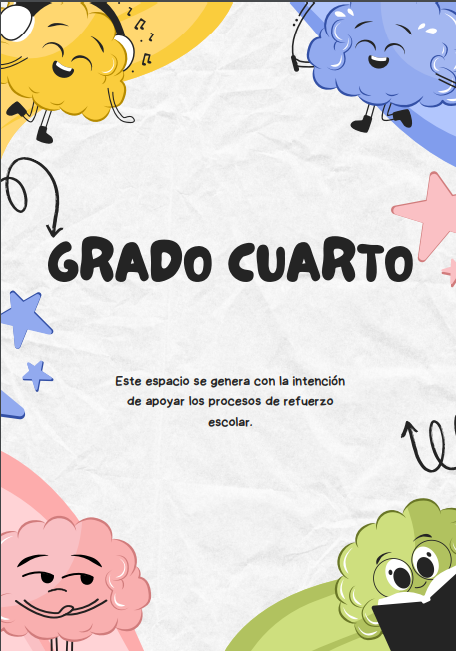 GRADO CUARTO
Este espacio se genera con la intención
de apoyar los procesos de refuerzo
escolar.